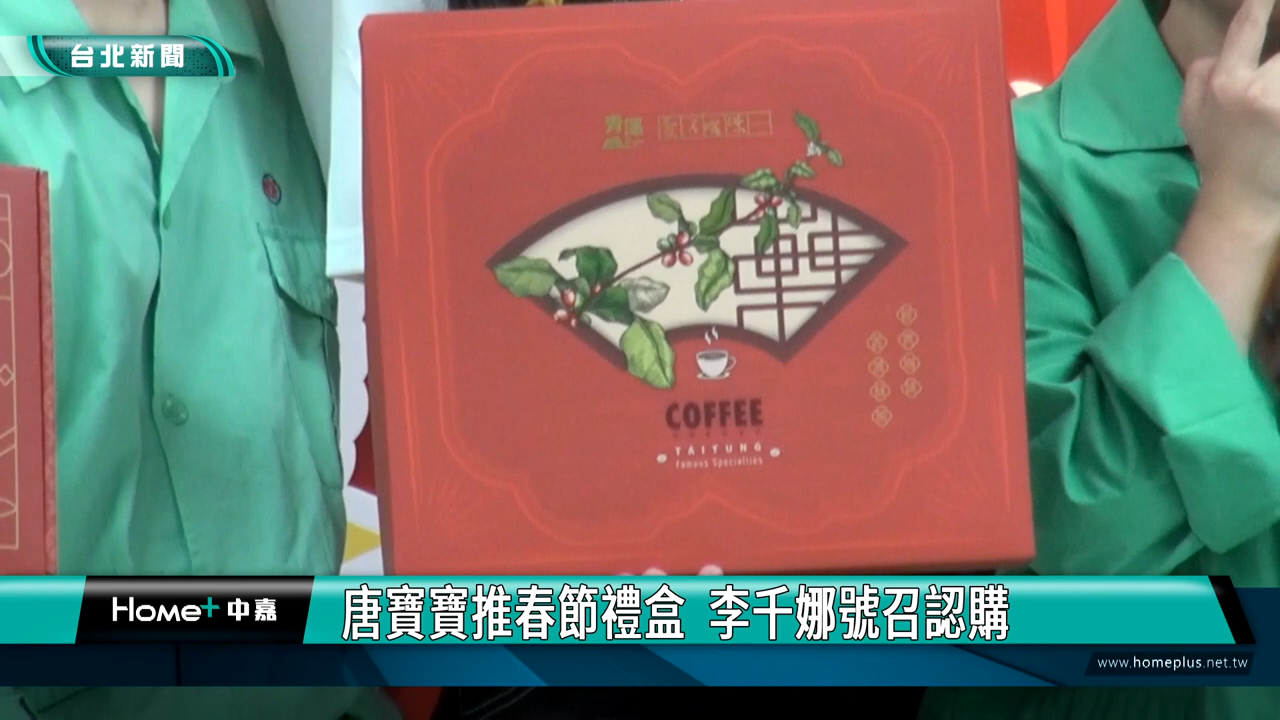 台北新聞
COFFEE
TAITUNG
Famous Specialties
Home+ 中嘉
唐寶寶推春節禮盒 李千娜號召認購
www.homeplus.net.tw